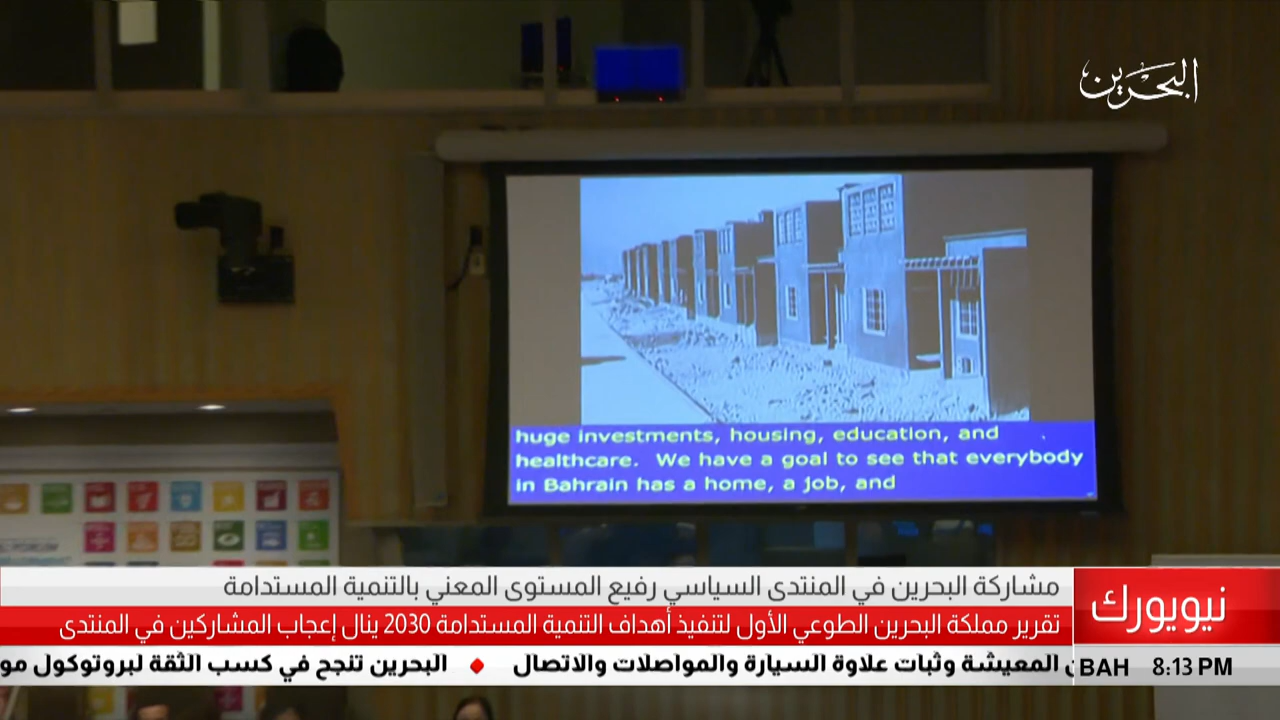 البحرين
huge investments, housing, education, and
healthcare. We have a goal to see that everybody
in Bahrain has a home, a job, and
مشاركة البحرين في المنتدى السياسي رفيع المستوى المعني بالتنمية المستدامة
نيويورك
تقرير مملكة البحرين الطوعي الأول لتنفيذ أهداف التنمية المستدامة 2030 ينال إعجاب المشاركين في المنتدى
المعيشة وثبات علاوة السيارة والمواصلات والاتصال ♦ البحرين تنجح في كسب الثقة لبروتوكول
BAH 8:13 PM